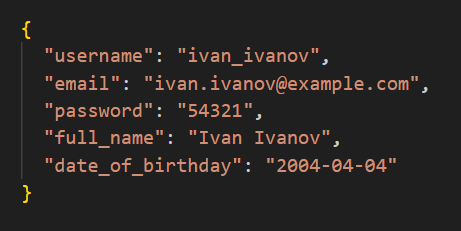 {
"username": "ivan_ivanov",
"email": "ivan.ivanov@example.com",
"password": "54321",
"full_name": "Ivan Ivanov",
"date_of_birthday": "2004-04-04"
}